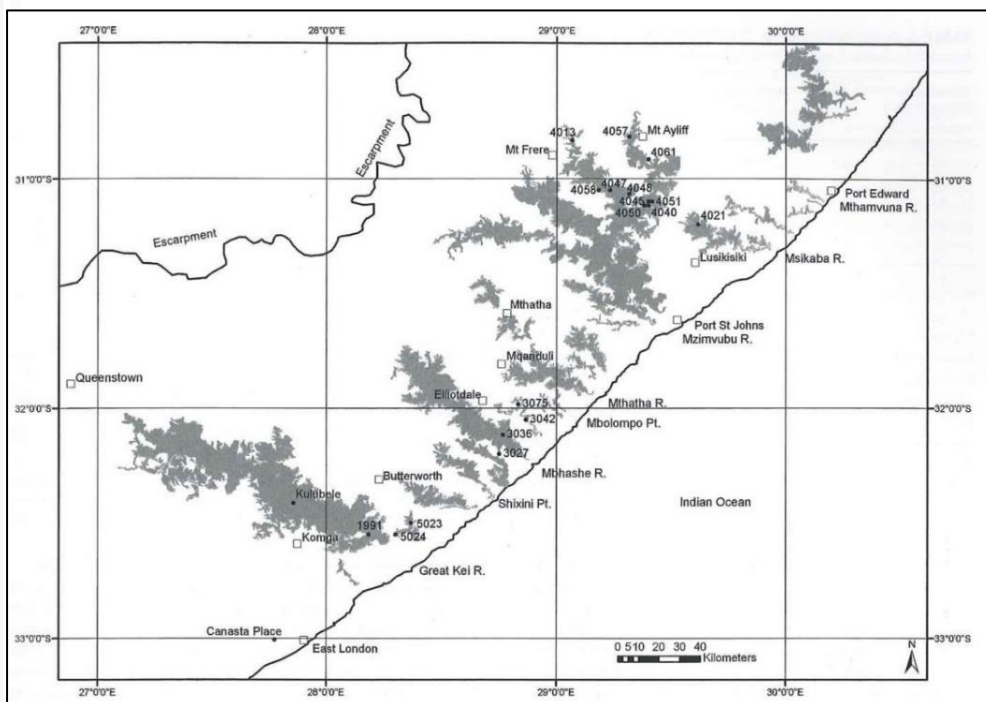 27°0'0"E
28°0'0"E
29°0'0"E
30°0'0"E
Escarpment
Escarpment
Mt Frere
4013
4057
Mt Ayliff
4061
31°0'0"S
4058
4047
4048
4045
4051
4050
4040
4021
31°0'0"S
Port Edward
Mthamvuna R.
Lusikisiki
Msikaba R.
Mthatha
Port St Johns
Mzimvubu R.
Mqanduli
Queenstown
Elliotdale
3075
Mthatha R.
32°0'0"S
3042
Mbolompo Pt.
32°0'0"S
3036
3027
Mbhashe R.
Butterworth
Shixini Pt.
Indian Ocean
Kulubele
1991
5023
5024
Komga
Great Kei R.
Canasta Place
33°0'0"S
East London
33°0'0"S
0 5 10 20 30 40
Kilometers
N
27°0'0"E
28°0'0"E
29°0'0"E
30°0'0"E